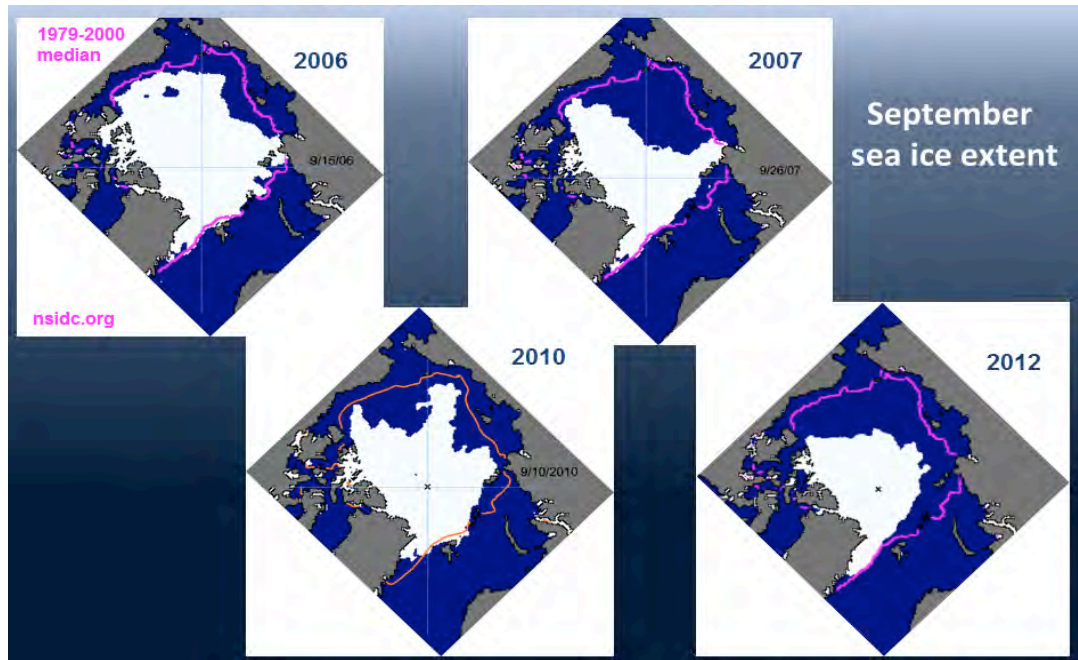 1979-2000
median
2006
9/15/06
nsidc.org
2007
9/26/07
September
sea ice extent
2010
9/10/2010
2012